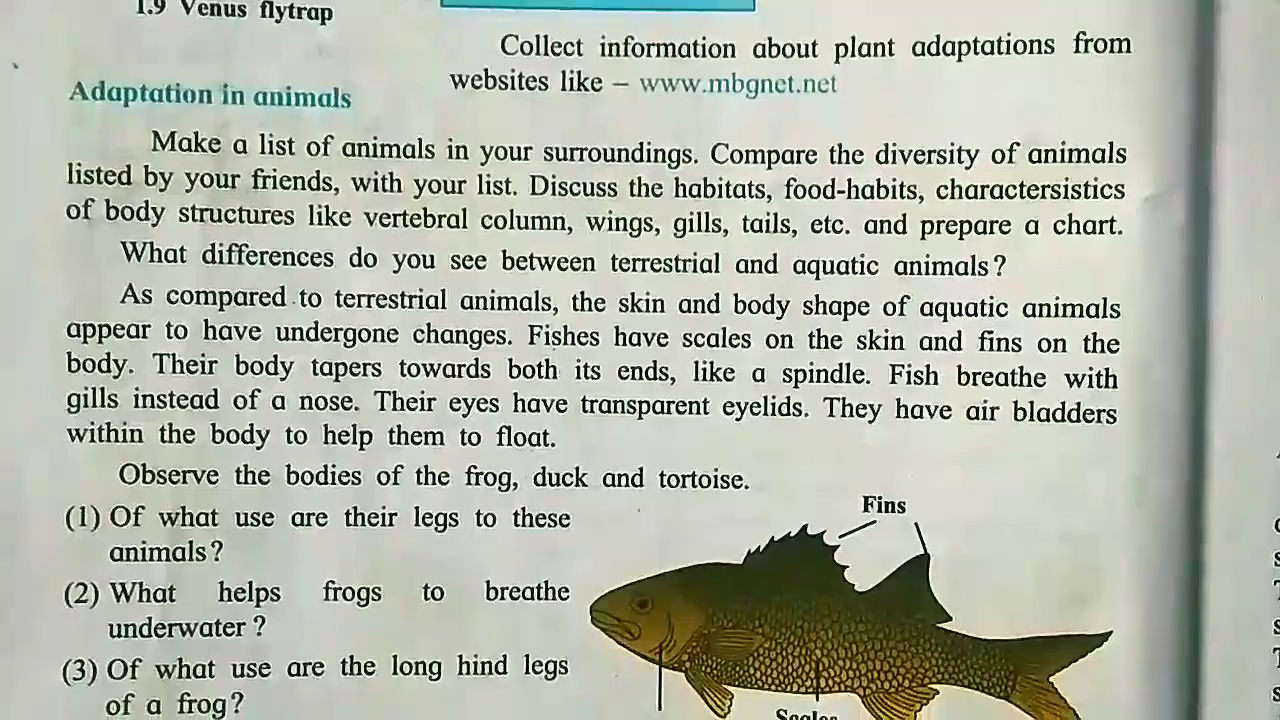 1.9 Venus flytrap
Collect information about plant adaptations from
websites like – www.mbgnet.net
Adaptation in animals
Make a list of animals in your surroundings. Compare the diversity of animals
listed by your friends, with your list. Discuss the habitats, food-habits, charactersistics
of body structures like vertebral column, wings, gills, tails, etc. and prepare a chart.
What differences do you see between terrestrial and aquatic animals?
As compared to terrestrial animals, the skin and body shape of aquatic animals
appear to have undergone changes. Fishes have scales on the skin and fins on the
body. Their body tapers towards both its ends, like a spindle. Fish breathe with
gills instead of a nose. Their eyes have transparent eyelids. They have air bladders
within the body to help them to float.
Observe the bodies of the frog, duck and tortoise.
(1) Of what use are their legs to these
animals?
(2) What helps frogs to breathe
underwater?
(3) Of what use are the long hind legs
of a frog?
Fins
Scales